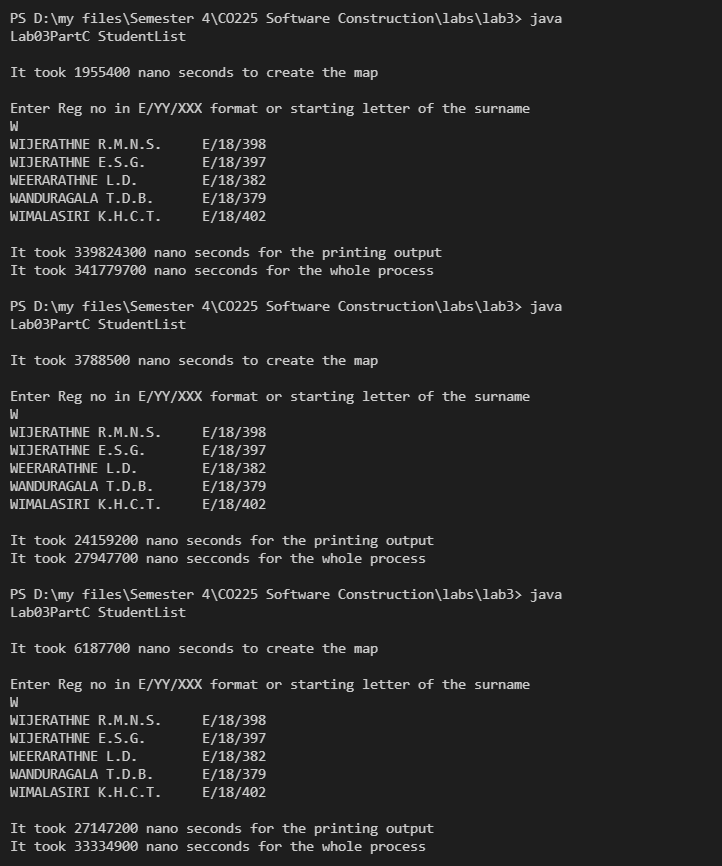 PS D:\my files\Semester 4\CO225 Software Construction\labs\lab3> java
Lab03PartC StudentList
It took 1955400 nano seconds to create the map
Enter Reg no in E/YY/XXX format or starting letter of the surname
W
WIJERATHNE R.M.N.S. E/18/398
WIJERATHNE E.S.G. E/18/397
WEERARATHNE L.D. E/18/382
WANDURAGALA T.D.B. E/18/379
WIMALASIRI K.H.C.T. E/18/402
It took 339824300 nano seconds for the printing output
It took 341779700 nano secconds for the whole process
PS D:\my files\Semester 4\CO225 Software Construction\labs\lab3> java
Lab03PartC StudentList
It took 3788500 nano seconds to create the map
Enter Reg no in E/YY/XXX format or starting letter of the surname
W
WIJERATHNE R.M.N.S. E/18/398
WIJERATHNE E.S.G. E/18/397
WEERARATHNE L.D. E/18/382
WANDURAGALA T.D.B. E/18/379
WIMALASIRI K.H.C.T. E/18/402
It took 24159200 nano seconds for the printing output
It took 27947700 nano secconds for the whole process
PS D:\my files\Semester 4\CO225 Software Construction\labs\lab3> java
Lab03PartC StudentList
It took 6187700 nano seconds to create the map
Enter Reg no in E/YY/XXX format or starting letter of the surname
W
WIJERATHNE R.M.N.S. E/18/398
WIJERATHNE E.S.G. E/18/397
WEERARATHNE L.D. E/18/382
WANDURAGALA T.D.B. E/18/379
WIMALASIRI K.H.C.T. E/18/402
It took 27147200 nano seconds for the printing output
It took 33334900 nano secconds for the whole process